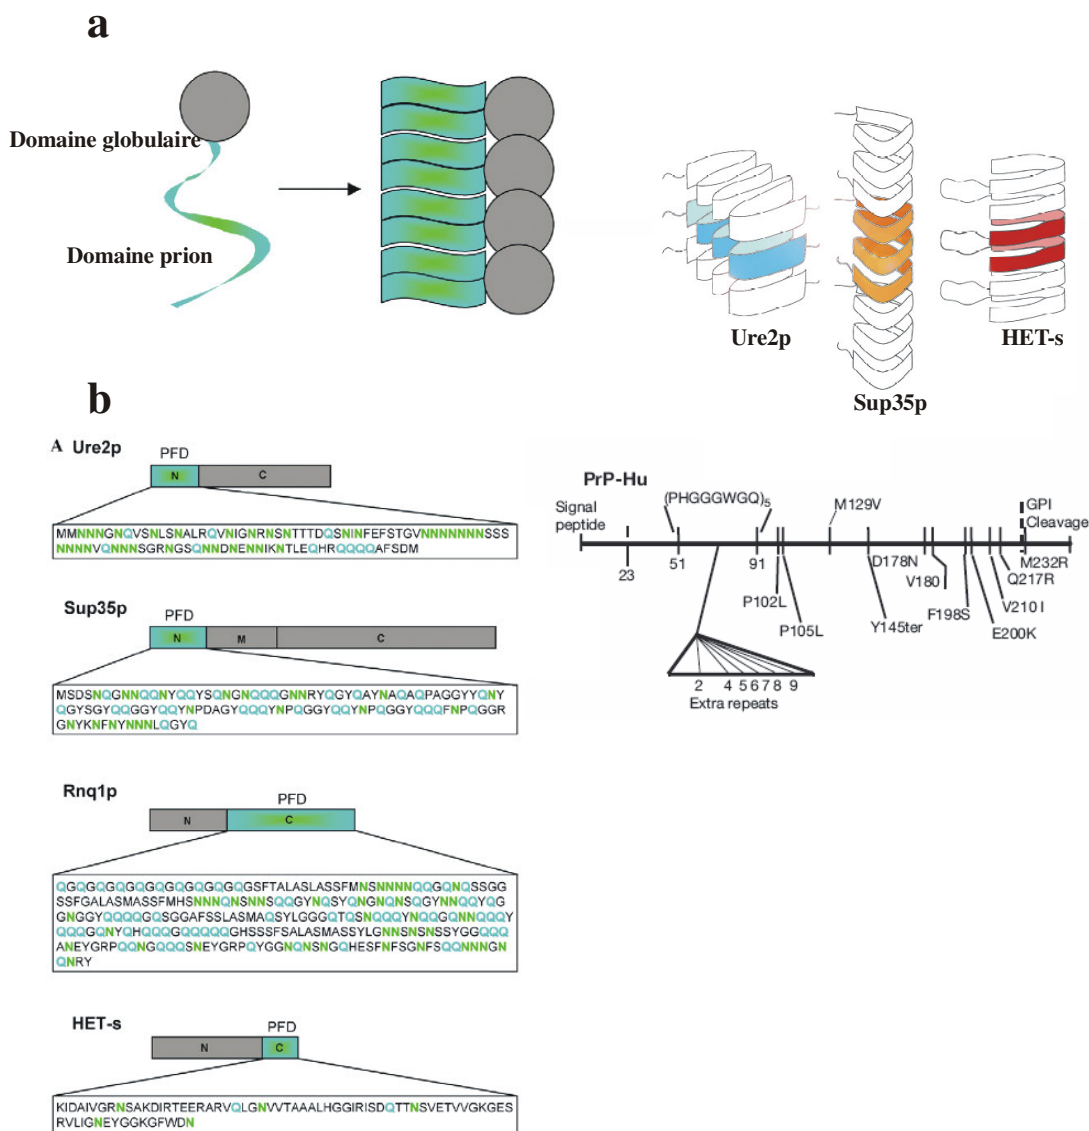 a
Domaine globulaire
Domaine prion
Ure2p
Sup35p
HET-s
b
A Ure2p
PFD
N C
MMNNNGNQVSNLSNALRQVNIGNRNSNTTTDQSNINFEFSTGVNNNNNNNSSS
NNNNVQNNNSGRNGSQNNDNENNIKNTLEQHRQQQQAFSDM
Sup35p
PFD
N M C
MSDSNQGNNQQNYQQYSQNGNQQQGNNRYQGYQAYNAQAQPAGGYYQNY
QGYSGYQQGGYQQYNPDAGYQQQYNPQGGYQQYNPQGGYQQQFNPQGGR
GNYKNFNYNNNLQGYQ
Rnq1p
PFD
N C
QGQGQGQGQGQGQGQGQGQGSFTALASLASSFMNSNNNNQQGQNQSSGG
SSFGALASMASSFMHSNNNQNSNNSQQGYNQSYQNGNQNSQGYNNQQYQG
GNGGYQQQQGQSGGAFSSLASMAQSYLGGGQTQSNQQQYNQQGQNNQQQY
QQQGQNYQHQQQGQQQQQGHSSSFSALASMASSYLGNNSNSNSSYGGQQQ
ANEYGRPQQNGQQQSNEYGRPQYGGNQNSNGQHESFNFSGNFSQQNNNGN
QNRY
HET-s
PFD
N C
KIDAIVGRNSAKDIRTEERARVQLGNVVTAAALHGGIRISDQTTNSVETVVGKGES
RVLIGNEYGGKGFWDN
PrP-Hu
Signal
peptide
(PHGGGWGQ)5
M129V
GPI
Cleavage
23
51
91
P102L
P105L
D178N
Y145ter
V180
F198S
E200K
V210I
Q217R
M232R
2 4 5 6 7 8 9
Extra repeats